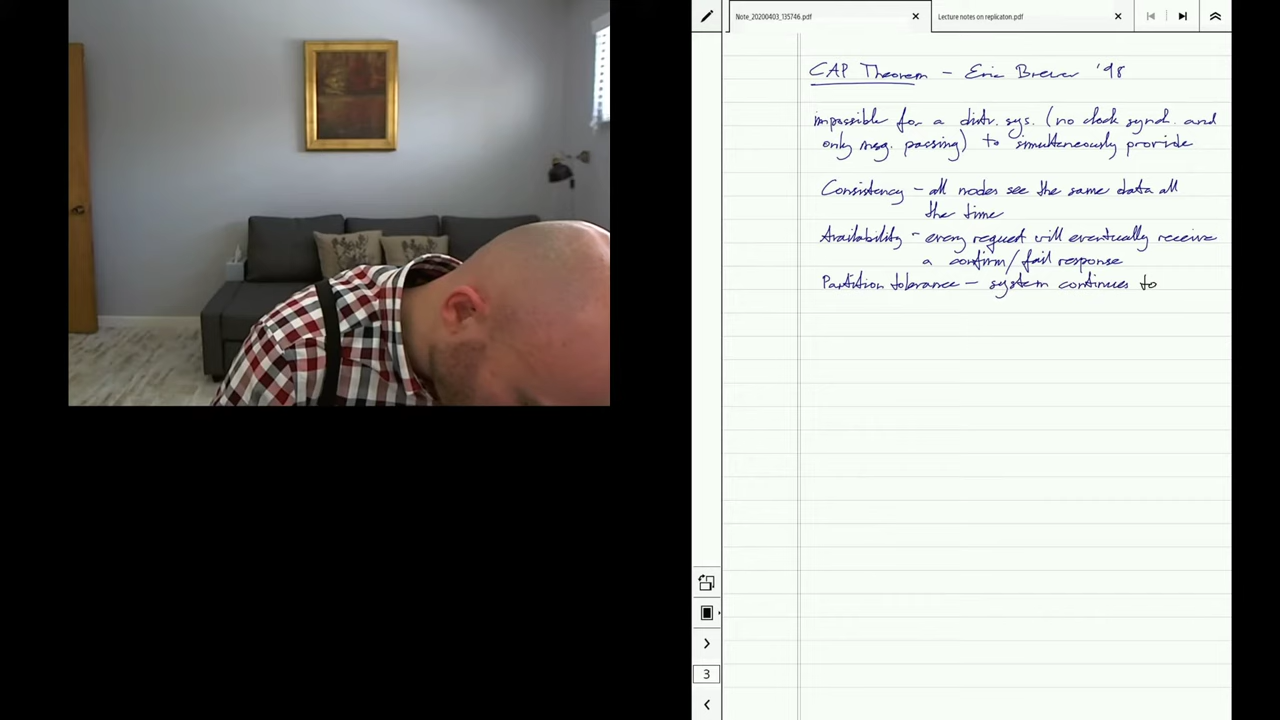 Note_20200403_135746.pdf
Lecture notes on replicaton.pdf
CAP Theorem - Eric Brewer '98
impossible for a distr. sys. (no clock synch. and
only msg. passing) to simultaneously provide
Consistency - all nodes see the same data all
the time
Availability - every request will eventually receive
a confirm/fail response
Partition tolerance - system continues to
3